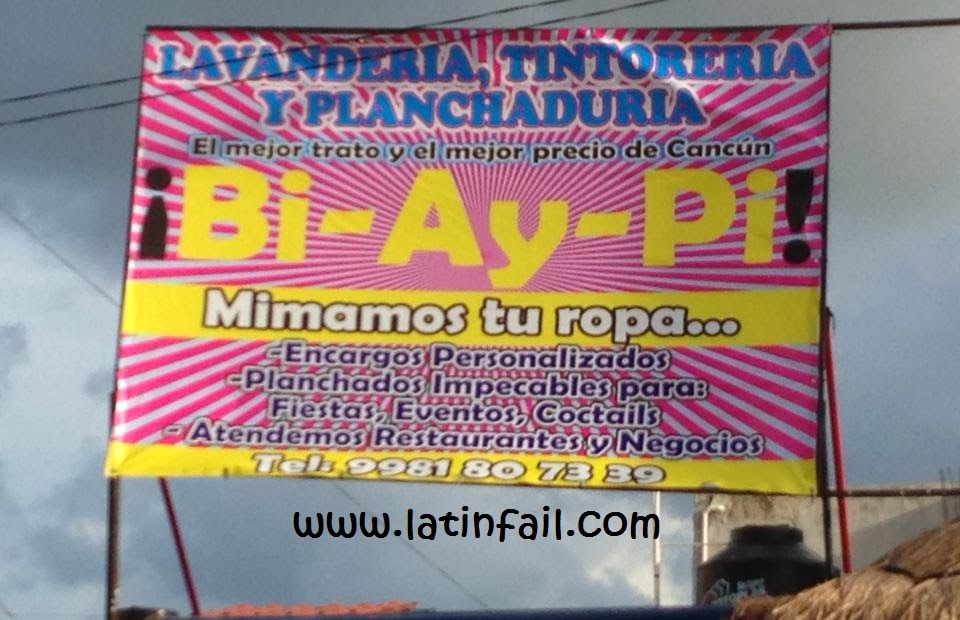 LAVANDERIA, TINTORERIA
Y PLANCHADURIA
El mejor trato y el mejor precio de Cancún
¡Bi-Ay-Pi!
Mimamos tu ropa...
-Encargos Personalizados
-Planchados Impecables para:
Fiestas, Eventos, Coctails
- Atendemos Restaurantes y Negocios
Tel: 9981 80 73 39
www.latinfail.com